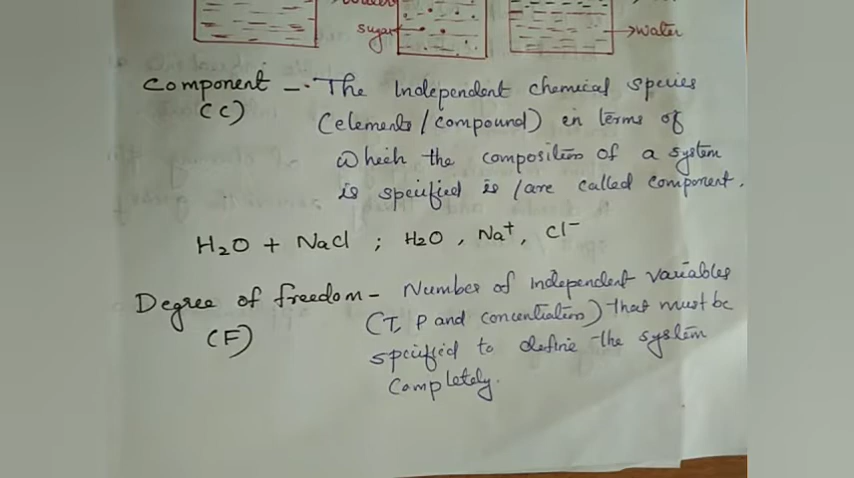 sugar
water
Component - . The Independent chemical species
(CC) (elements/compound) in terms of
which the composition of a system
is specified is /are called component.
H2O + NaCl ; H2O , Na+, Cl-
Degree of freedom - Number of independent variables
(F) (T, P and concentration) that must be
specified to define the system
completely.